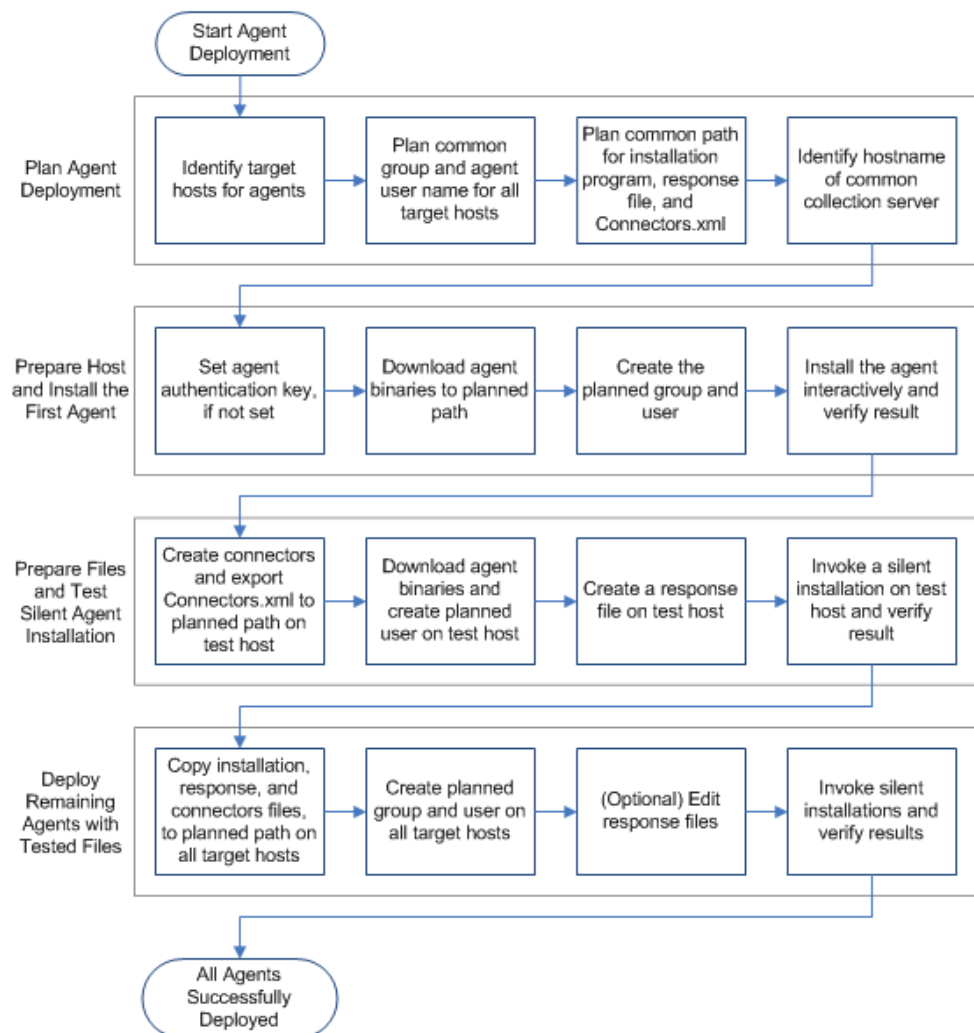 Start Agent
Deployment
Plan Agent
Deployment
Identify target
hosts for agents
Plan common
group and agent
user name for all
target hosts
Plan common path
for installation
program, response
file, and
Connectors.xml
Identify hostname
of common
collection server
Prepare Host
and Install the
First Agent
Set agent
authentication key,
if not set
Download agent
binaries to planned
path
Create the
planned group and
user
Install the agent
interactively and
verify result
Prepare Files
and Test
Silent Agent
Installation
Create connectors
and export
Connectors.xml to
planned path on
test host
Download agent
binaries and
create planned
user on test host
Create a response
file on test host
Invoke a silent
installation on test
host and verify
result
Deploy
Remaining
Agents with
Tested Files
Copy installation,
response, and
connectors files,
to planned path on
all target hosts
Create planned
group and user on
all target hosts
(Optional) Edit
response files
Invoke silent
installations and
verify results
All Agents
Successfully
Deployed